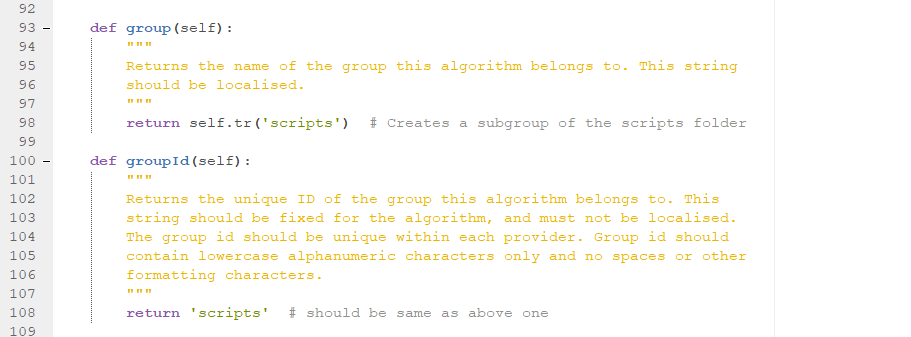 92
93 − def group(self):
94 """
95 Returns the name of the group this algorithm belongs to. This string
96 should be localised.
97 """
98 return self.tr('scripts')  # Creates a subgroup of the scripts folder
99
100 − def groupId(self):
101 """
102 Returns the unique ID of the group this algorithm belongs to. This
103 string should be fixed for the algorithm, and must not be localised.
104 The group id should be unique within each provider. Group id should
105 contain lowercase alphanumeric characters only and no spaces or other
106 formatting characters.
107 """
108 return 'scripts'  # should be same as above one
109